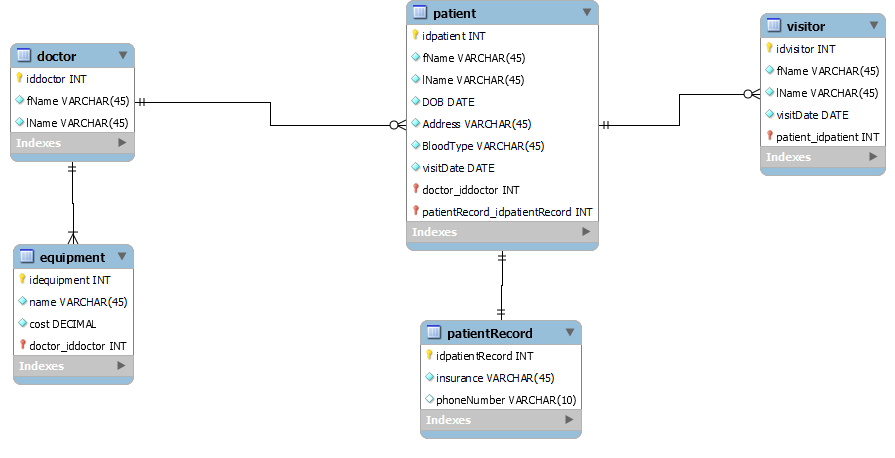 doctor
iddoctor INT
fName VARCHAR(45)
lName VARCHAR(45)
Indexes
patient
idpatient INT
fName VARCHAR(45)
lName VARCHAR(45)
DOB DATE
Address VARCHAR(45)
BloodType VARCHAR(45)
visitDate DATE
doctor_iddoctor INT
patientRecord_idpatientRecord INT
Indexes
visitor
idvisitor INT
fName VARCHAR(45)
lName VARCHAR(45)
visitDate DATE
patient_idpatient INT
Indexes
equipment
idequipment INT
name VARCHAR(45)
cost DECIMAL
doctor_iddoctor INT
Indexes
patientRecord
idpatientRecord INT
insurance VARCHAR(45)
phoneNumber VARCHAR(10)
Indexes